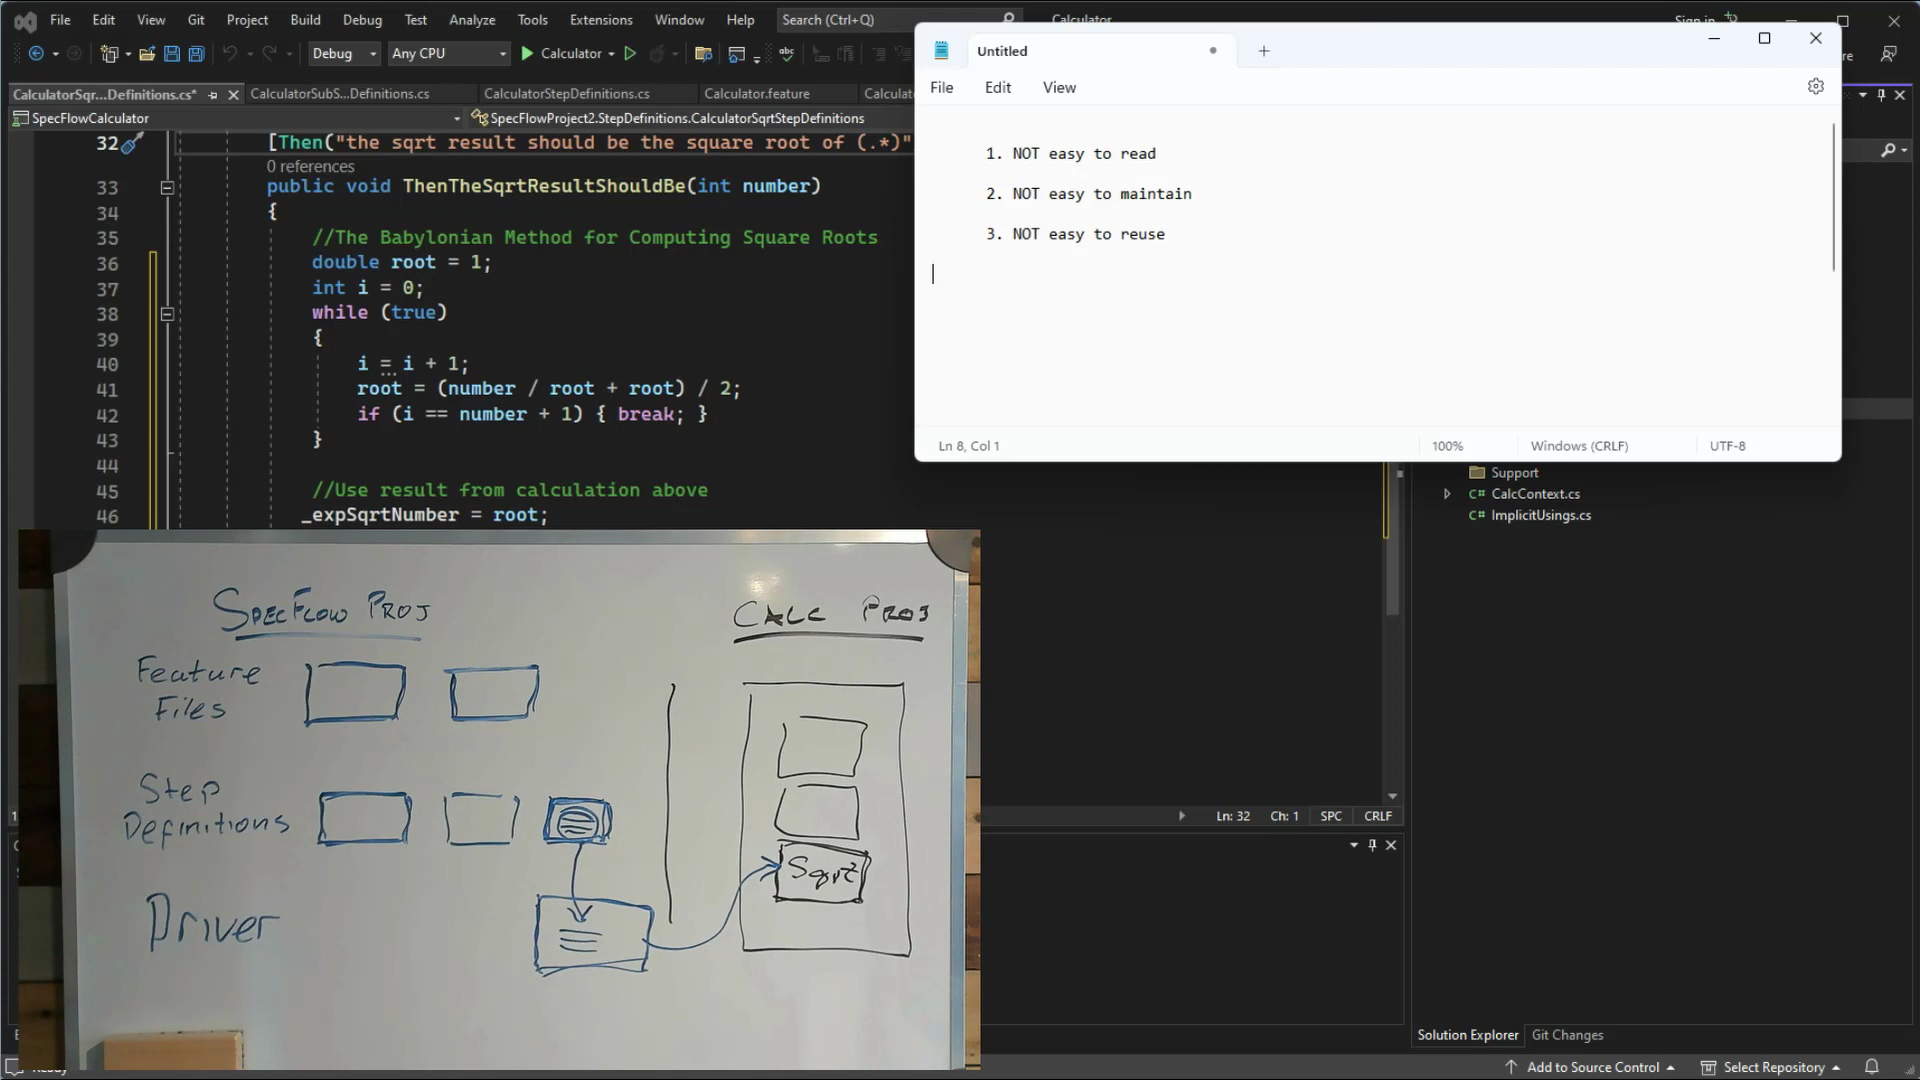 File Edit View Git Project Build Debug Test Analyze Tools Extensions Window Help Search (Ctrl+Q) Calculator
Debug Any CPU Calculator
CalculatorSqr...Definitions.cs* CalculatorSubS...Definitions.cs CalculatorStepDefinitions.cs Calculator.feature
SpecFlowCalculator SpecFlowProject2.StepDefinitions.CalculatorSqrtStepDefinitions
32 [Then("the sqrt result should be the square root of (.*)"
0 references
33 public void ThenTheSqrtResultShouldBe(int number)
34 {
35 //The Babylonian Method for Computing Square Roots
36 double root = 1;
37 int i = 0;
38 while (true)
39 {
40 i = i + 1;
41 root = (number / root + root) / 2;
42 if (i == number + 1) { break; }
43 }
44
45 //Use result from calculation above
46 _expSqrtNumber = root;
Untitled
File Edit View
1. NOT easy to read
2. NOT easy to maintain
3. NOT easy to reuse
Ln 8, Col 1 100% Windows (CRLF) UTF-8
Support
CalcContext.cs
ImplicitUsings.cs
SpecFlow Proj
Calc Proj
Feature
Files
Step
Definitions
Driver
Sqrt
Ln: 32 Ch: 1 SPC CRLF
Solution Explorer Git Changes
Add to Source Control Select Repository